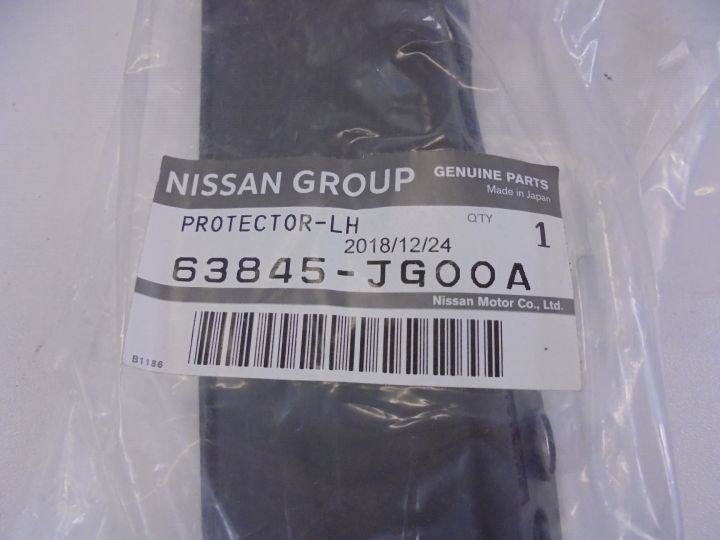 NISSAN GROUP GENUINE PARTS
Made in Japan
PROTECTOR-LH QTY 1
2018/12/24
63845-JG00A
Nissan Motor Co., Ltd.
B1186